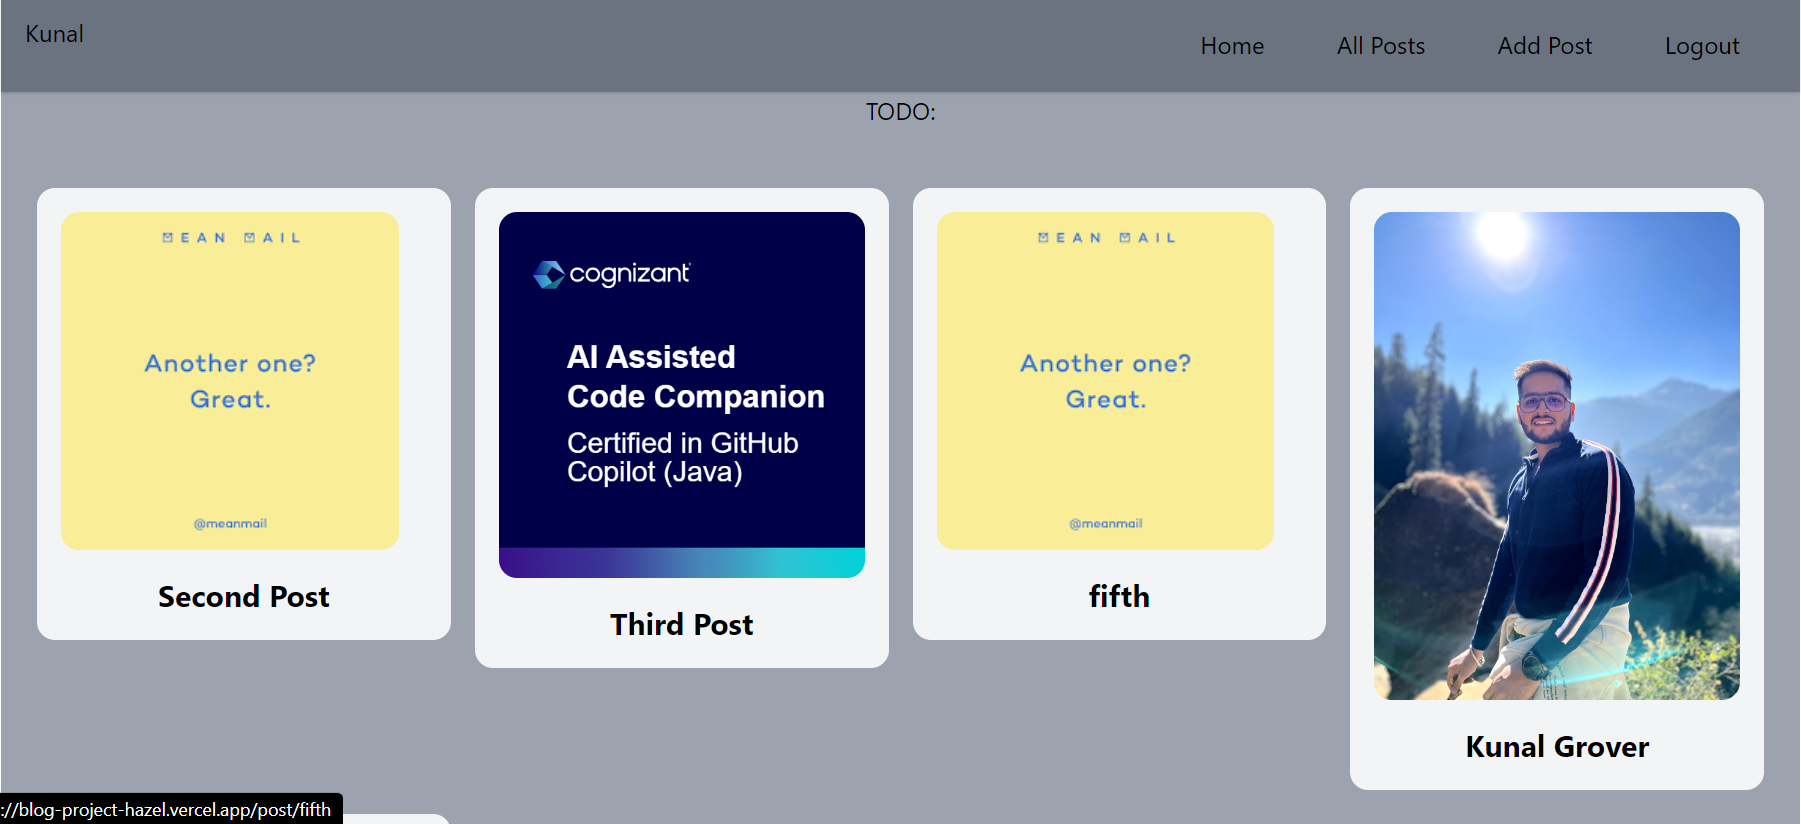 Kunal
Home
All Posts
Add Post
Logout
TODO:
MEAN MAIL
Another one?
Great.
@meanmail
Second Post
cognizant
AI Assisted
Code Companion
Certified in GitHub
Copilot (Java)
Third Post
MEAN MAIL
Another one?
Great.
@meanmail
fifth
Kunal Grover
://blog-project-hazel.vercel.app/post/fifth